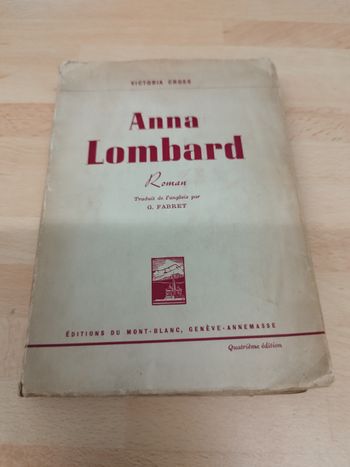 VICTORIA CROSS
Anna
Lombard
Roman
Traduit de l'anglais par
G. FABRET
ÉDITIONS DU MONT-BLANC, GENÈVE-ANNEMASSE
Quatrième édition